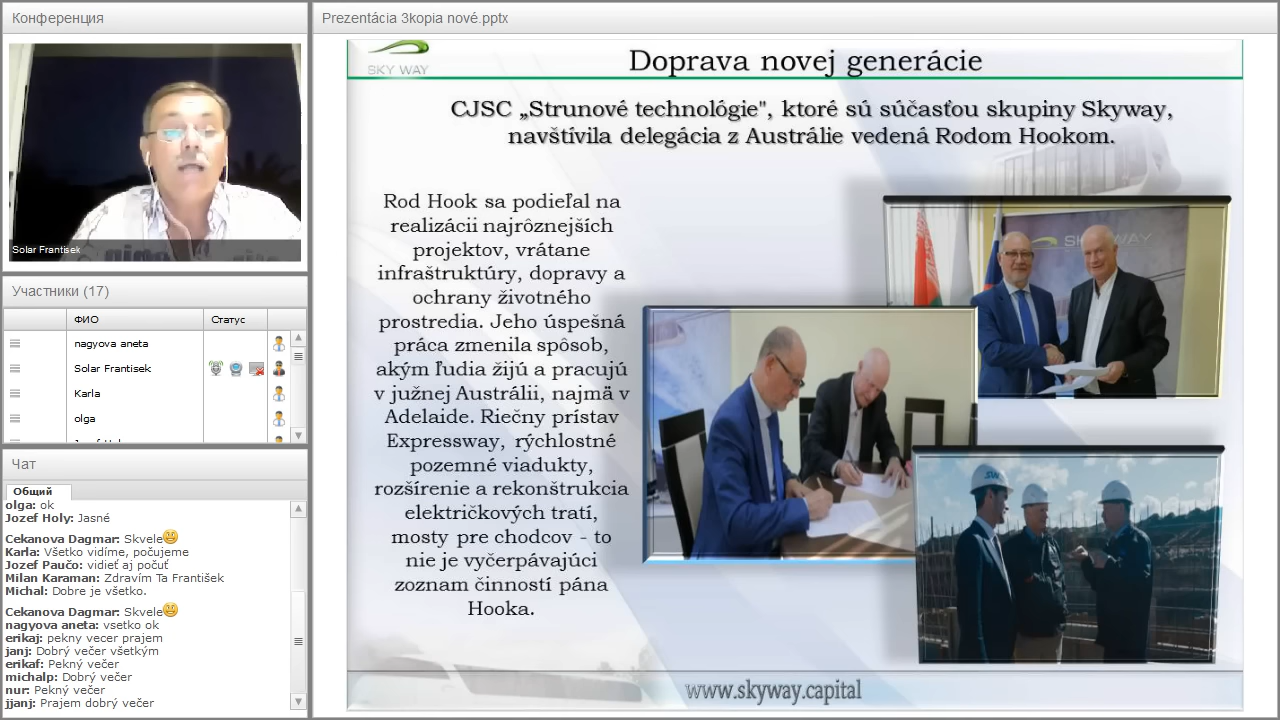 Конференция
Solar Frantisek
Участники (17)
ФИО
Статус
nagyova aneta
Solar Frantisek
Karla
olga
Чат
Общий
olga: ok
Jozef Holy: Jasné
Cekanova Dagmar: Skvele
Karla: Všetko vidíme, počujeme
Jozef Paučo: vidieť aj počuť
Milan Karaman: Zdravím Ta František
Michal: Dobre je všetko.
Cekanova Dagmar: Skvele
nagyova aneta: vsetko ok
erikaj: pekny vecer prajem
janj: Dobrý večer všetkým
erikaf: Pekný večer
michalp: Dobrý večer
nur: Pekný večer
jjanj: Prajem dobrý večer
Prezentácia 3kopia nové.pptx
SKY WAY
Doprava novej generácie
CJSC „Strunové technológie", ktoré sú súčasťou skupiny Skyway,
navštívila delegácia z Austrálie vedená Rodom Hookom.
Rod Hook sa podieľal na
realizácii najrôznejších
projektov, vrátane
infraštruktúry, dopravy a
ochrany životného
prostredia. Jeho úspešná
práca zmenila spôsob,
akým ľudia žijú a pracujú
v južnej Austrálii, najmä v
Adelaide. Riečny prístav
Expressway, rýchlostné
pozemné viadukty,
rozšírenie a rekonštrukcia
električkových tratí,
mosty pre chodcov - to
nie je vyčerpávajúci
zoznam činností pána
Hooka.
www.skyway.capital